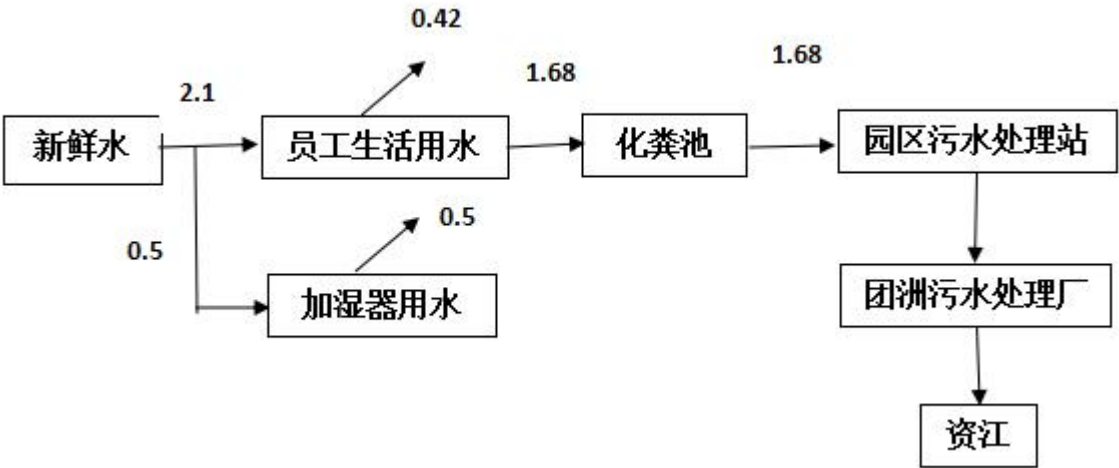 0.42
1.68
1.68
2.1
新鲜水
员工生活用水
化粪池
园区污水处理站
0.5
0.5
加湿器用水
团洲污水处理厂
资江